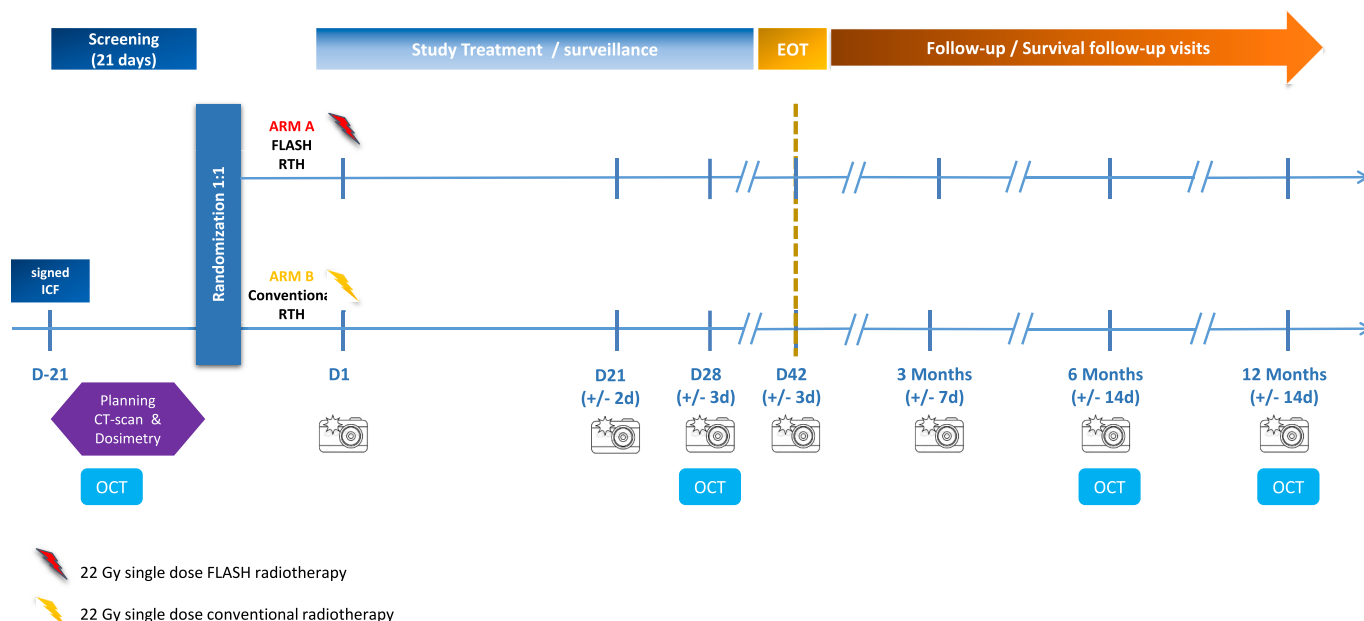 Screening
(21 days)
Study Treatment / surveillance
EOT
Follow-up / Survival follow-up visits
Randomization 1:1
ARM A
FLASH
RTH
signed
ICF
ARM B
Conventiona
RTH
D-21
D1
D21
(+/- 2d)
D28
(+/- 3d)
D42
(+/- 3d)
3 Months
(+/- 7d)
6 Months
(+/- 14d)
12 Months
(+/- 14d)
Planning
CT-scan &
Dosimetry
OCT
OCT
OCT
OCT
22 Gy single dose FLASH radiotherapy
22 Gy single dose conventional radiotherapy